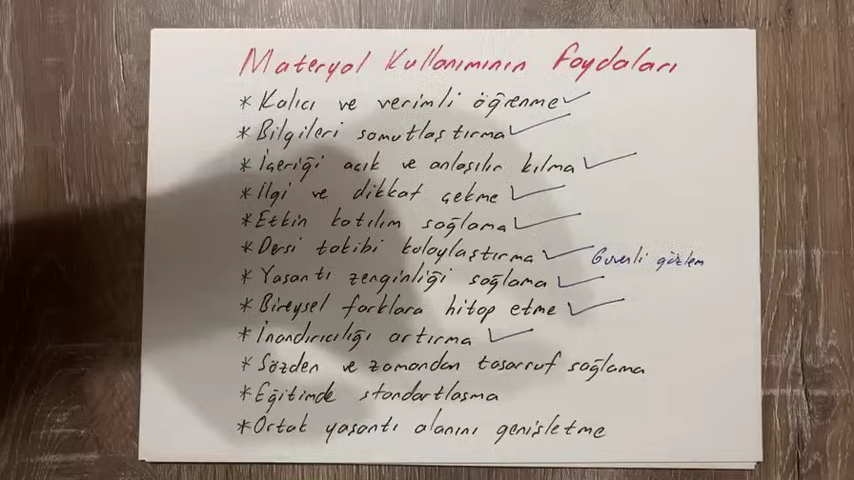 Materyal Kullanımının Faydaları
* Kalıcı ve verimli öğrenme
* Bilgileri somutlaştırma
* İçeriği açık ve anlaşılır kılma
* İlgi ve dikkat çekme
* Etkin katılım sağlama
* Dersi takibi kolaylaştırma
Guvenli gözlem
* Yaşantı zenginliği sağlama
* Bireysel farklara hitap etme
* İnandırıcılığı artırma
* Sözden ve zamandan tasarruf sağlama
* Eğitimde standartlaşma
* Ortak yaşantı alanını genişletme